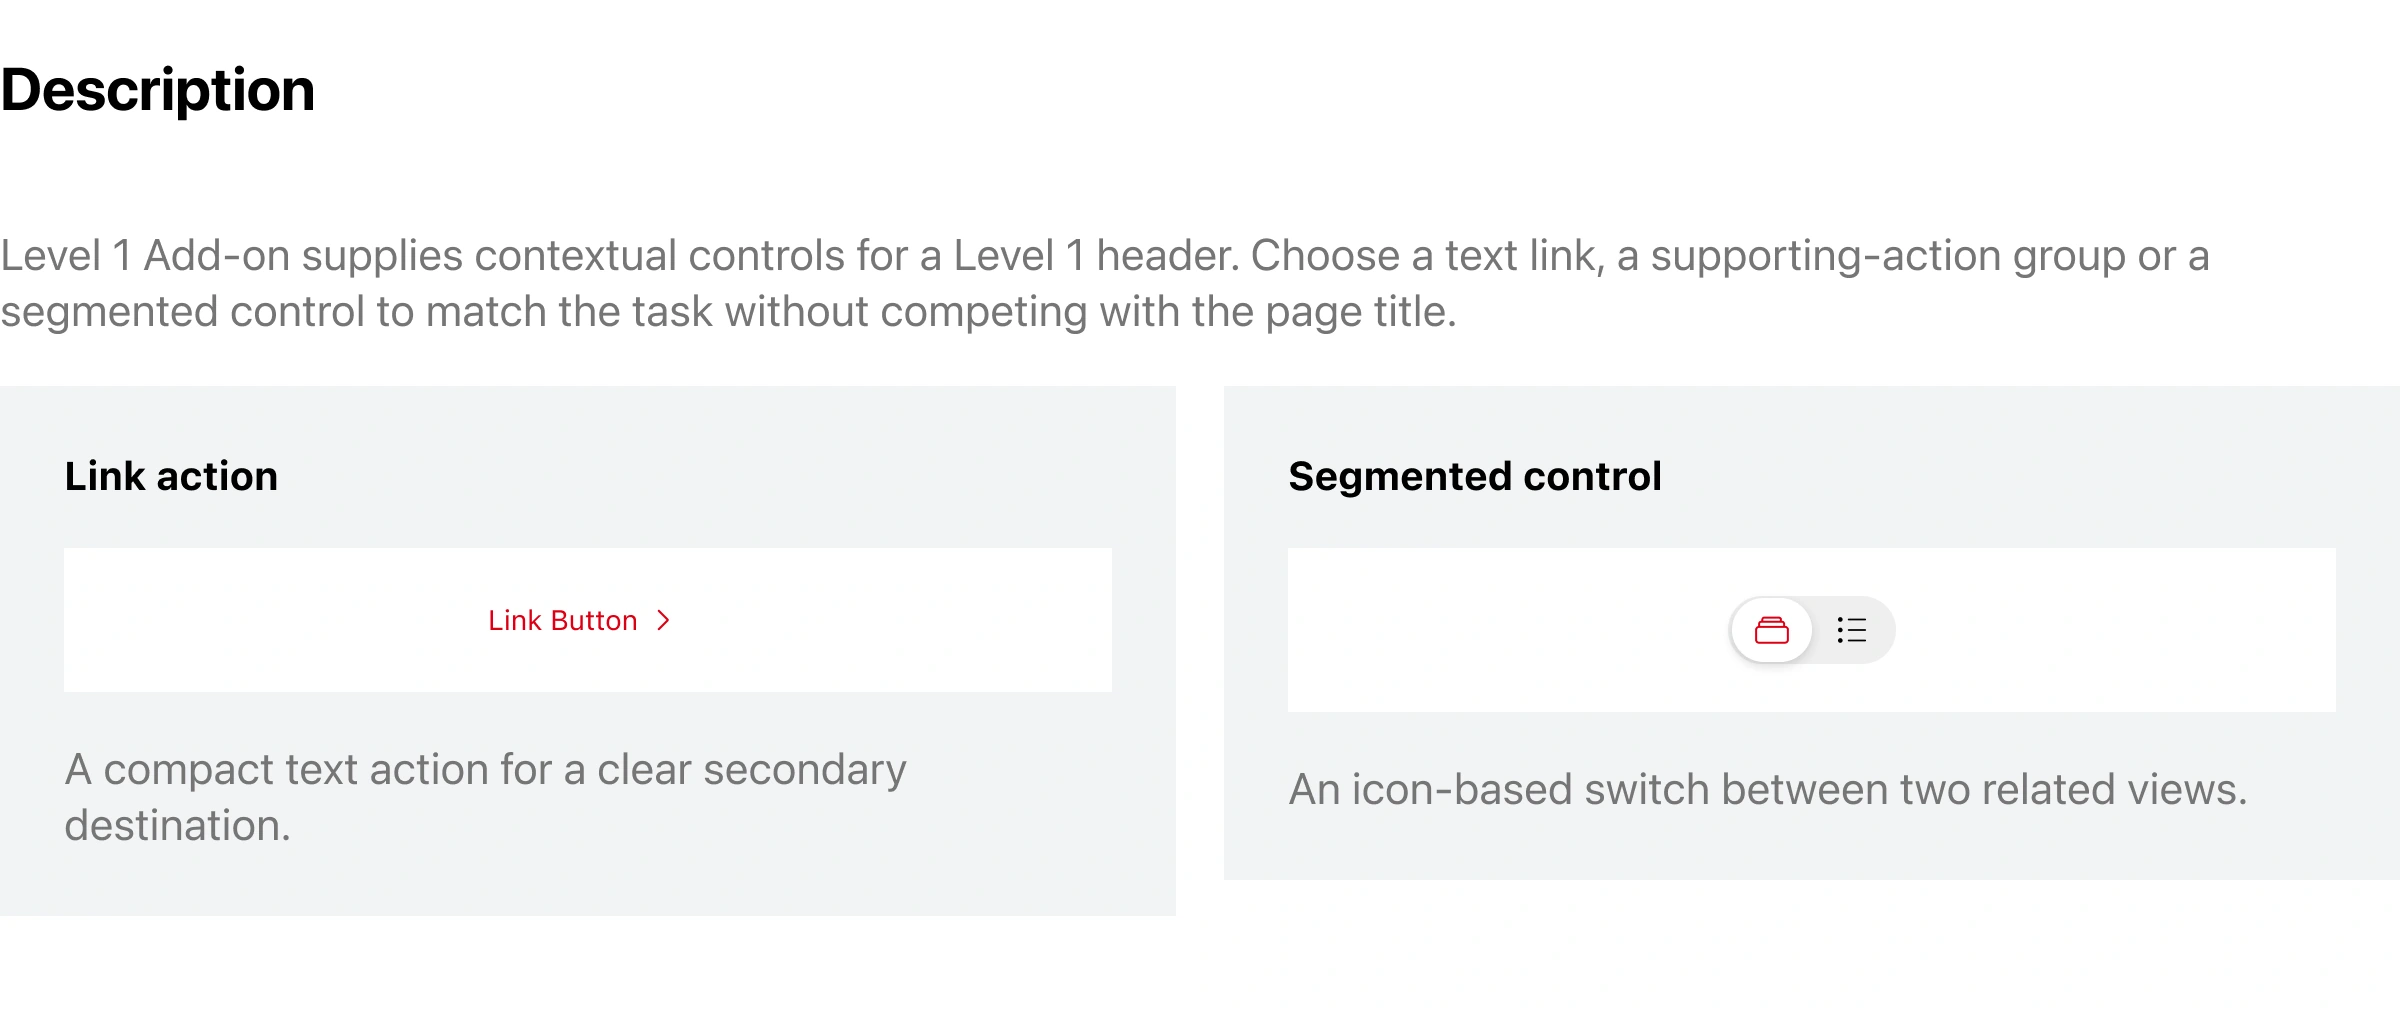 Description
Level 1 Add-on supplies contextual controls for a Level 1 header. Choose a text link, a supporting-action group or a
segmented control to match the task without competing with the page title.
Link action
Link Button
A compact text action for a clear secondary
destination.
Segmented control
An icon-based switch between two related views.